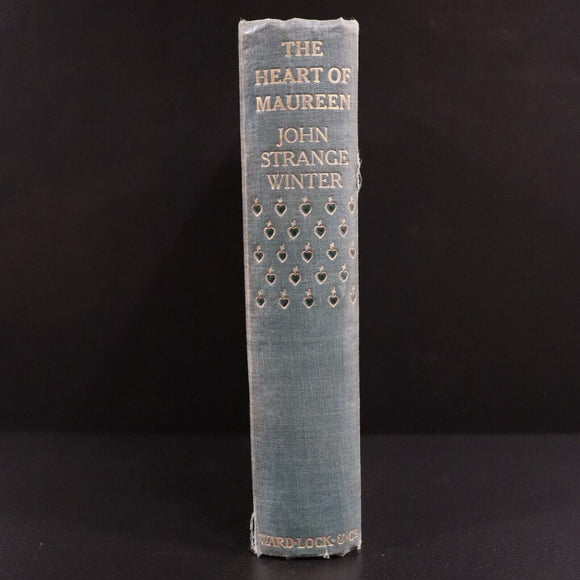 THE
HEART OF
MAUREEN
JOHN
STRANGE
WINTER
WARD·LOCK·&·Co